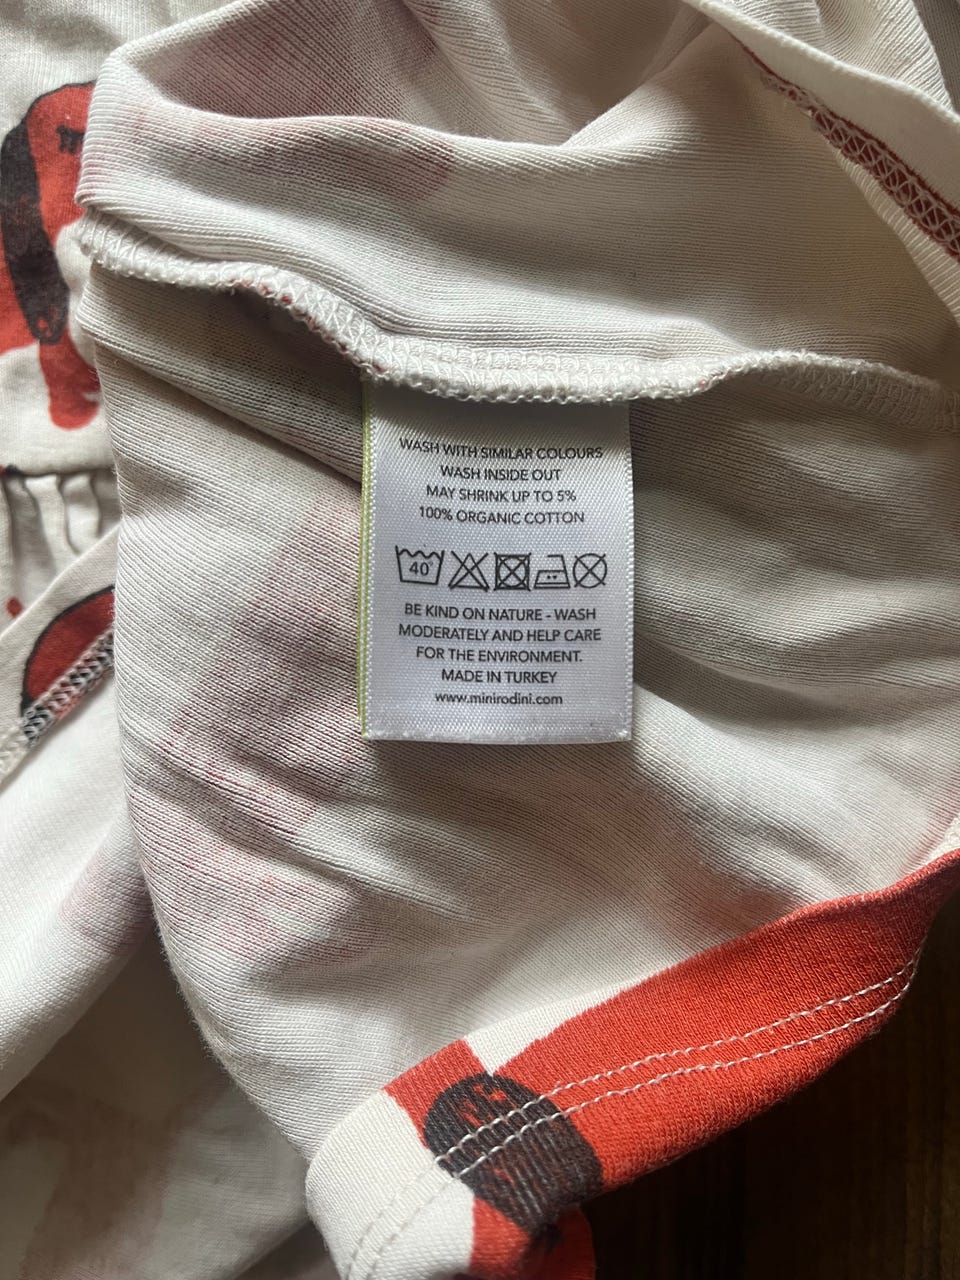 WASH WITH SIMILAR COLOURS
WASH INSIDE OUT
MAY SHRINK UP TO 5%
100% ORGANIC COTTON
40°
BE KIND ON NATURE - WASH
MODERATELY AND HELP CARE
FOR THE ENVIRONMENT.
MADE IN TURKEY
www.minirodini.com